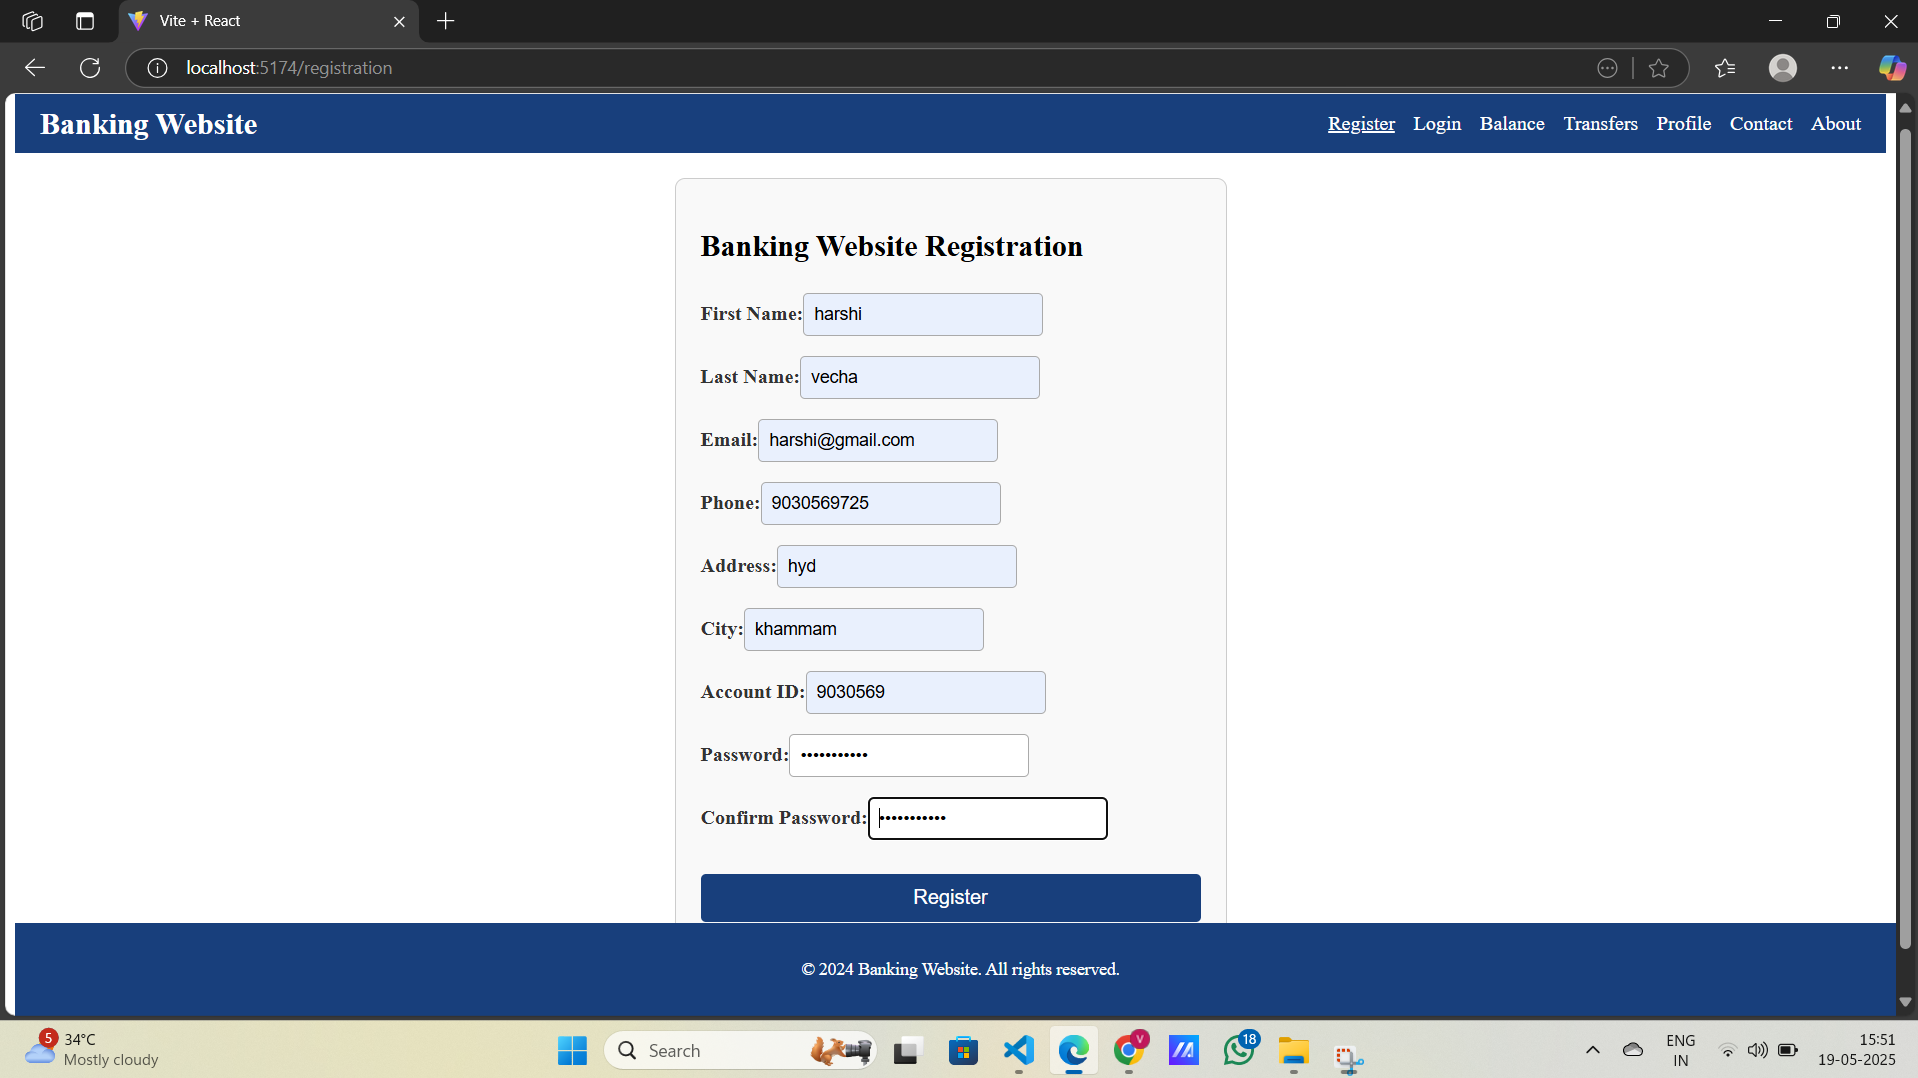 Vite + React
localhost:5174/registration
Banking Website
Register Login Balance Transfers Profile Contact About
Banking Website Registration
First Name: harshi
Last Name: vecha
Email: harshi@gmail.com
Phone: 9030569725
Address: hyd
City: khammam
Account ID: 9030569
Password: •••••••••••
Confirm Password: •••••••••••
Register
© 2024 Banking Website. All rights reserved.
5
34°C
Mostly cloudy
Search
V
18
ENG
IN
15:51
19-05-2025